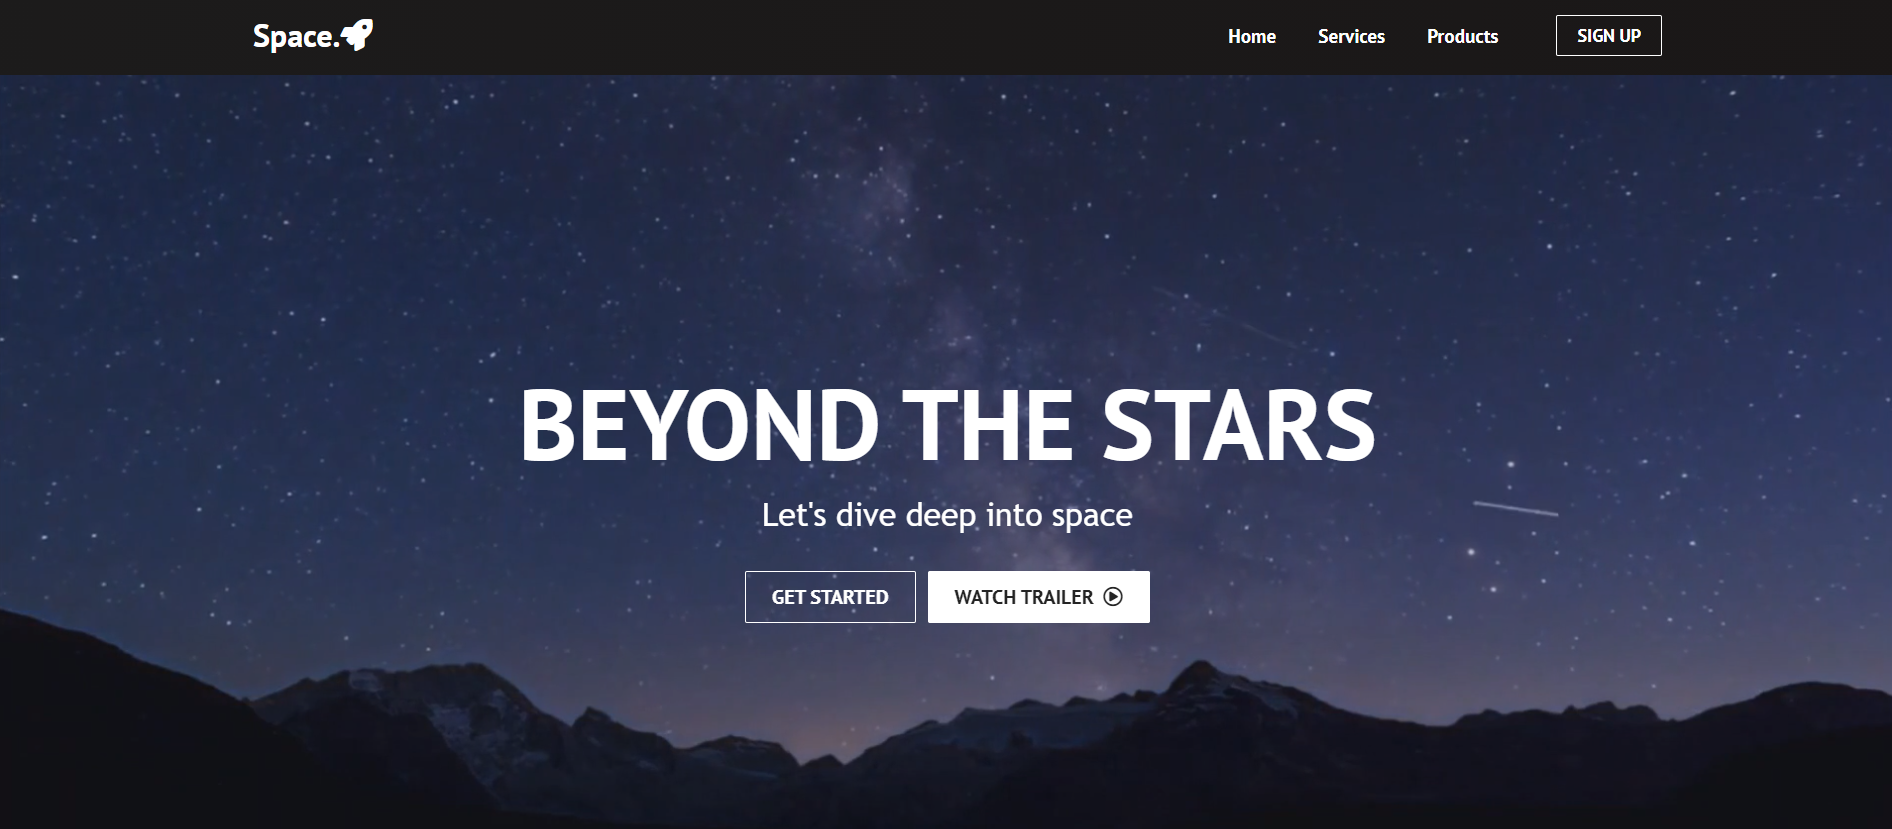 Space.
Home Services Products SIGN UP
BEYOND THE STARS
Let's dive deep into space
GET STARTED WATCH TRAILER